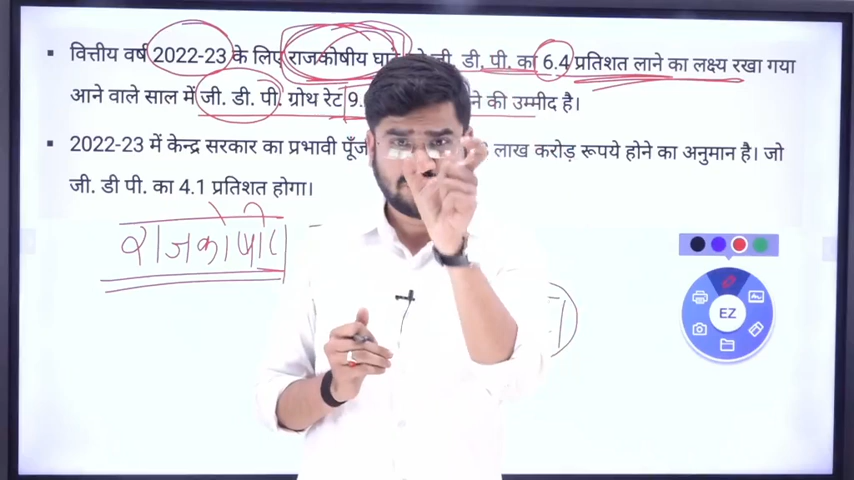 वित्तीय वर्ष 2022-23 के लिए राजकोषीय घाटे को जी. डी. पी. का 6.4 प्रतिशत लाने का लक्ष्य रखा गया
आने वाले साल में जी. डी. पी. ग्रोथ रेट 9. ने की उम्मीद है।
2022-23 में केन्द्र सरकार का प्रभावी पूँज लाख करोड़ रूपये होने का अनुमान है। जो
जी. डी पी. का 4.1 प्रतिशत होगा।
राजकोषीय
EZ